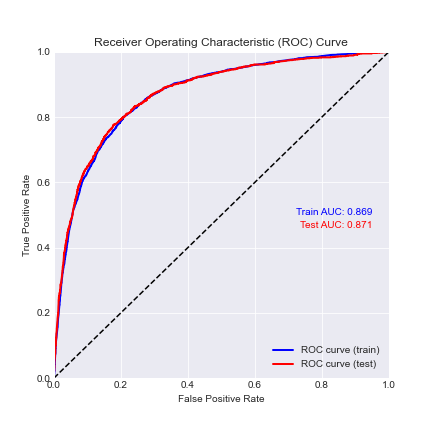 Receiver Operating Characteristic (ROC) Curve
1.0
0.8
0.6
0.4
0.2
0.0
True Positive Rate
Train AUC: 0.869
Test AUC: 0.871
ROC curve (train)
ROC curve (test)
0.0 0.2 0.4 0.6 0.8 1.0
False Positive Rate